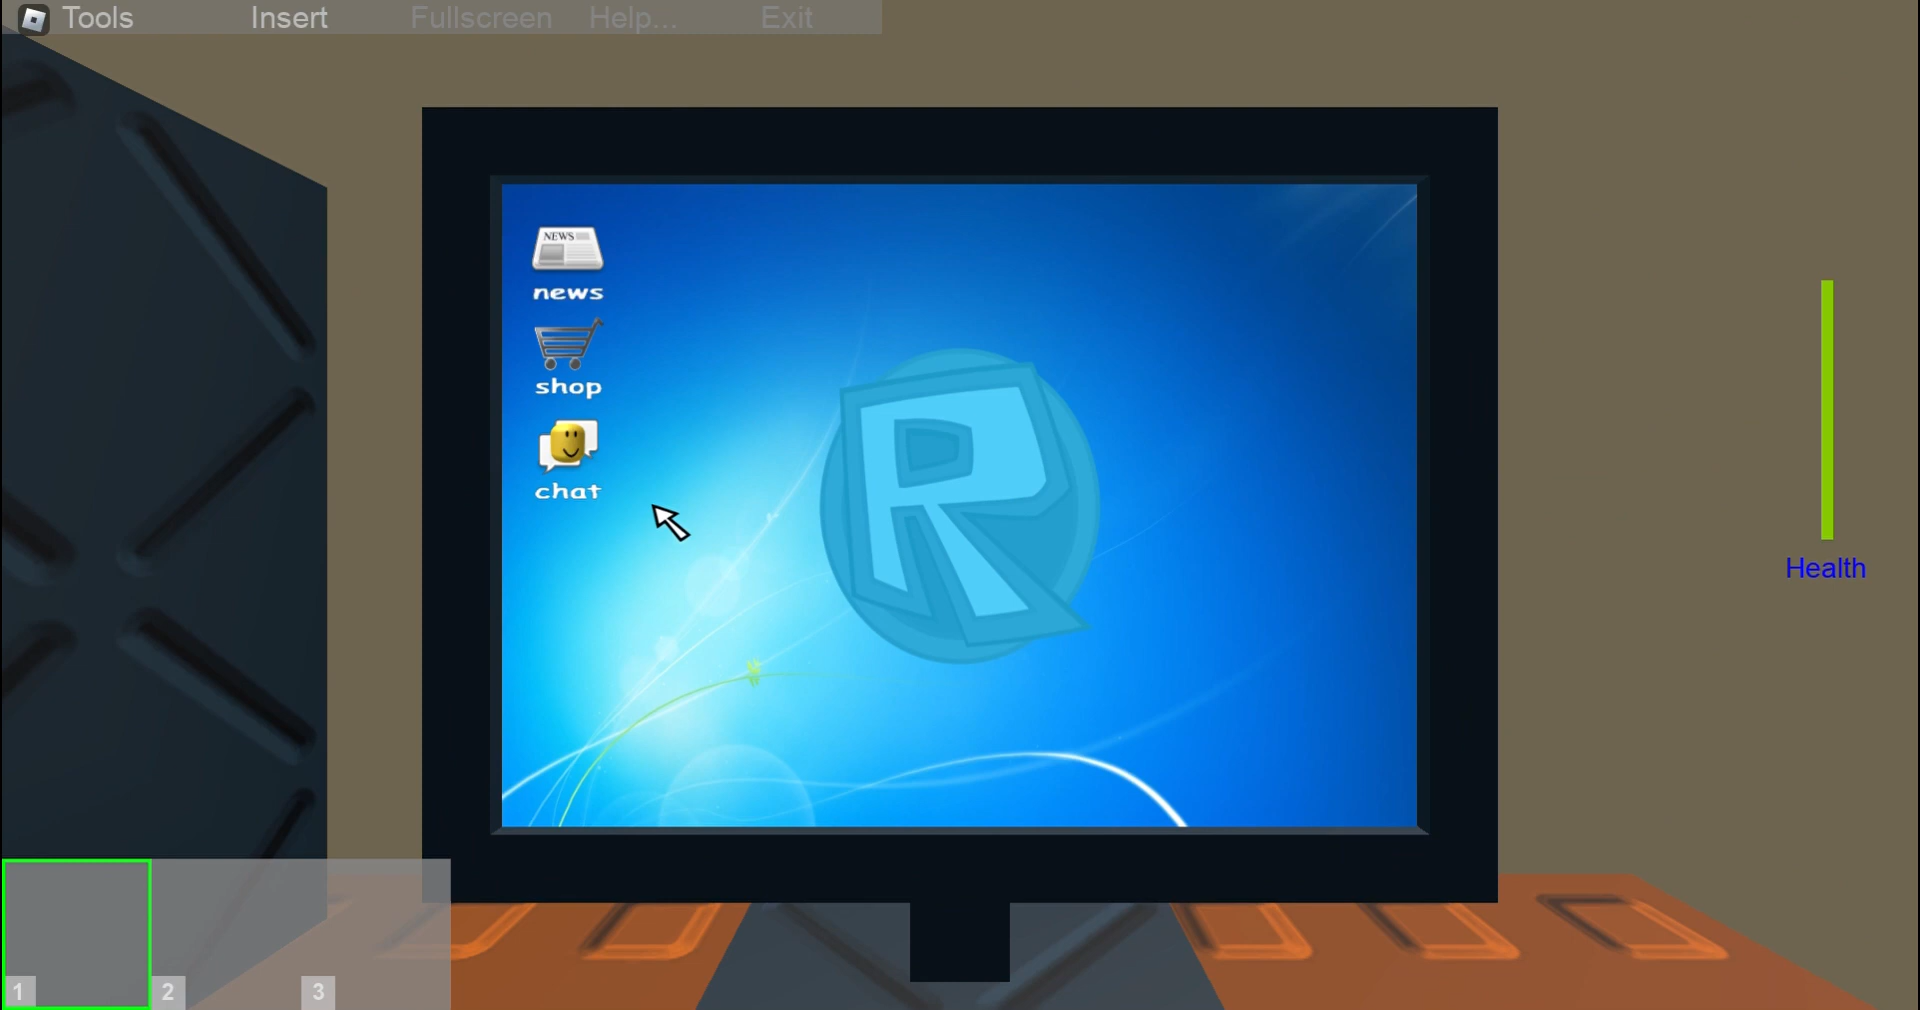 Tools Insert Fullscreen Help... Exit
NEWS
news
shop
chat
R
Health
1 2 3